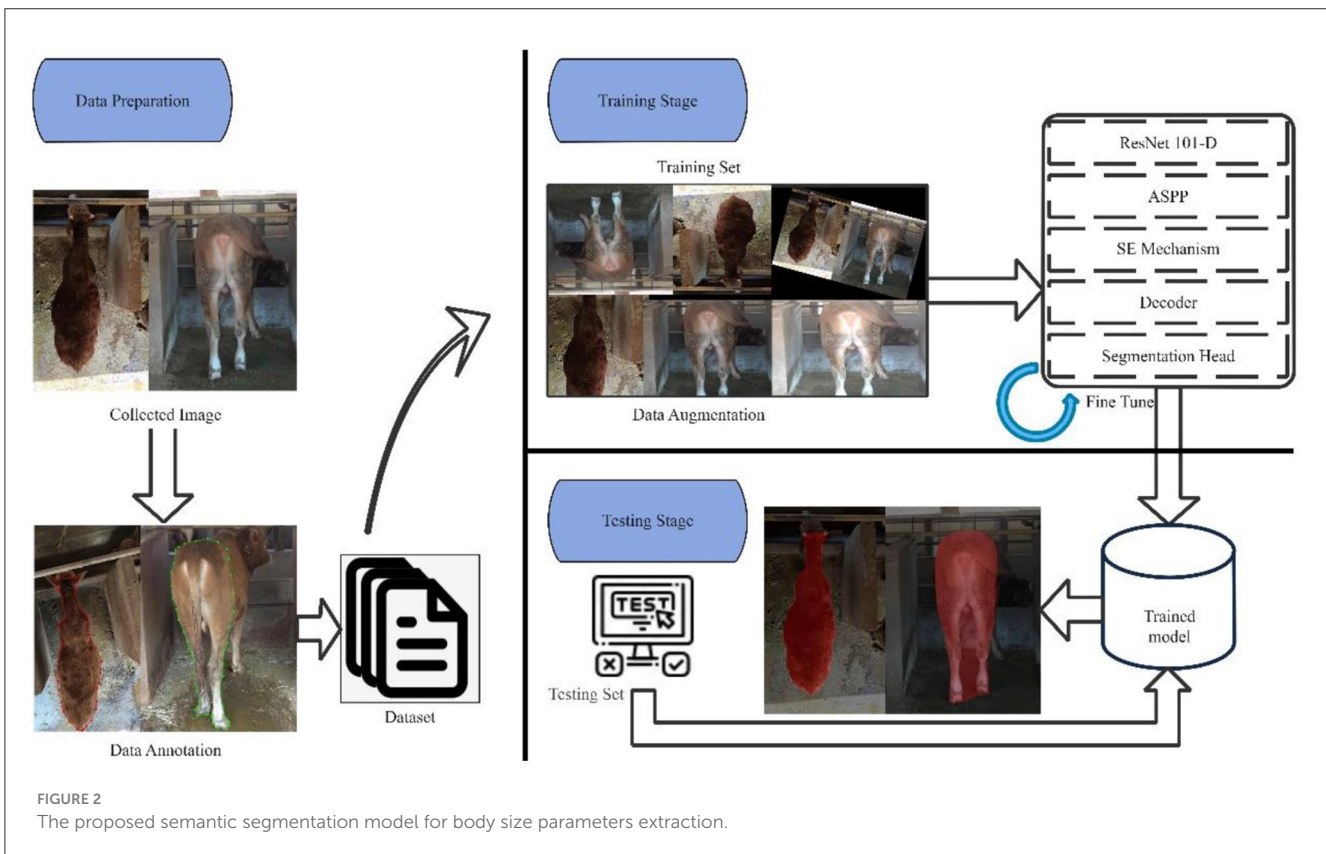 Data Preparation
Collected Image
Data Annotation
Dataset
Training Stage
Training Set
Data Augmentation
ResNet 101-D
ASPP
SE Mechanism
Decoder
Segmentation Head
Fine Tune
Testing Stage
TEST
Testing Set
Trained
model
FIGURE 2
The proposed semantic segmentation model for body size parameters extraction.